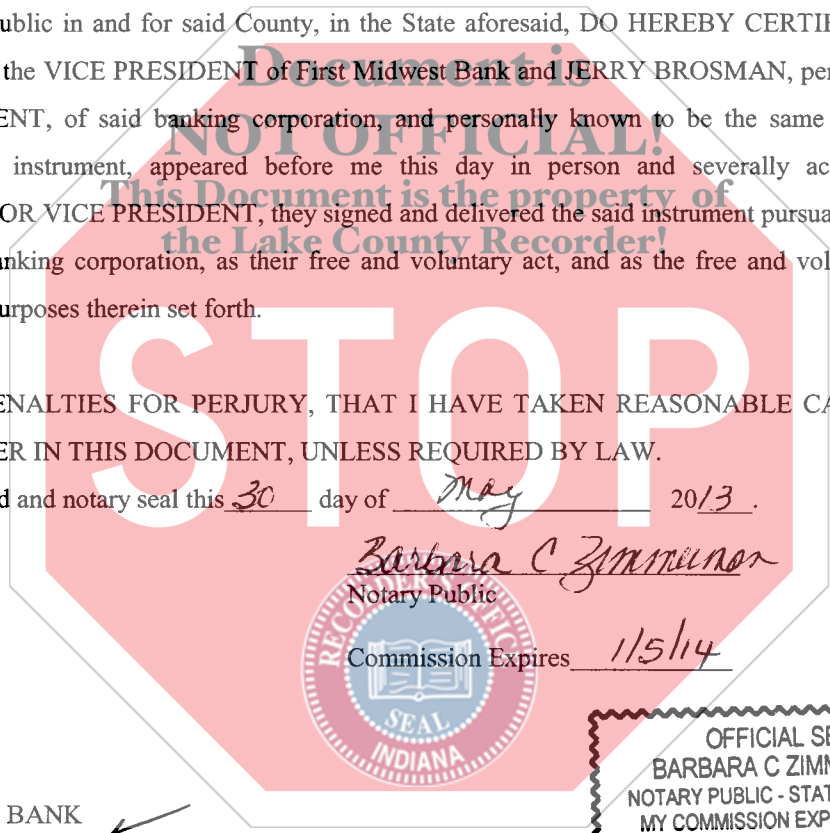 ublic in and for said County, in the State aforesaid, DO HEREBY CERTIF
Document is
the VICE PRESIDENT of First Midwest Bank and JERRY BROSMAN, per
ENT, of said banking corporation, and personally known to be the same
NOT OFFICIAL!
instrument, appeared before me this day in person and severally ac
This Document is the property of
OR VICE PRESIDENT, they signed and delivered the said instrument pursua
the Lake County Recorder!
nking corporation, as their free and voluntary act, and as the free and vol
urposes therein set forth.
STOP
ENALTIES FOR PERJURY, THAT I HAVE TAKEN REASONABLE CA
ER IN THIS DOCUMENT, UNLESS REQUIRED BY LAW.
d and notary seal this 30 day of May 2013.
Barbara C Zimmerman
Notary Public
RECORDER'S OFFICE
Commission Expires 1/5/14
SEAL
INDIANA
OFFICIAL SE
BARBARA C ZIMM
NOTARY PUBLIC - STAT
MY COMMISSION EXP
BANK